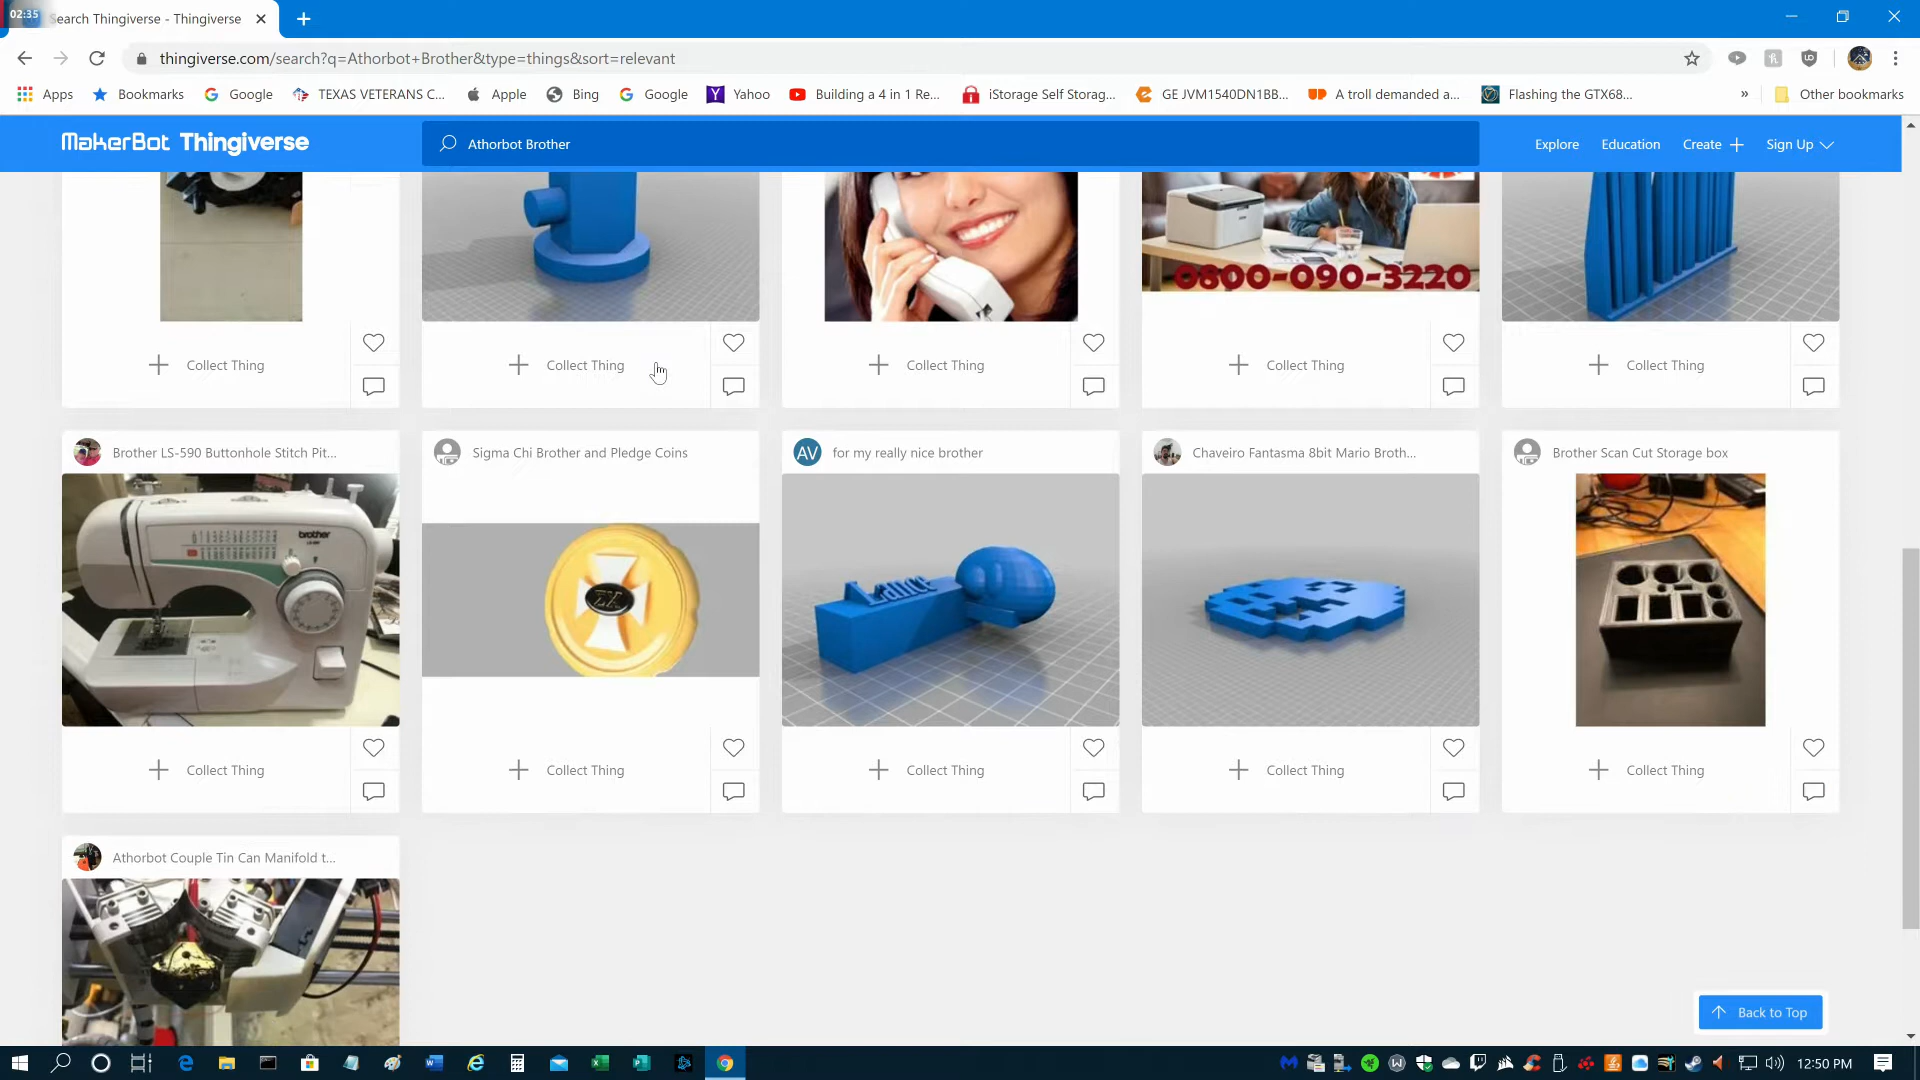 02:35
Search Thingiverse - Thingiverse
thingiverse.com/search?q=Athorbot+Brother&type=things&sort=relevant
Apps
Bookmarks
Google
TEXAS VETERANS C...
Apple
Bing
Google
Yahoo
Building a 4 in 1 Re...
iStorage Self Storag...
GE JVM1540DN1BB...
A troll demanded a...
Flashing the GTX68...
»
Other bookmarks
MakerBot Thingiverse
Athorbot Brother
Explore
Education
Create
Sign Up
0800-090-3220
Collect Thing
Collect Thing
Collect Thing
Collect Thing
Collect Thing
Brother LS-590 Buttonhole Stitch Pit...
Sigma Chi Brother and Pledge Coins
AV
for my really nice brother
Chaveiro Fantasma 8bit Mario Broth...
Brother Scan Cut Storage box
brother
ΣX
Lance
Collect Thing
Collect Thing
Collect Thing
Collect Thing
Collect Thing
Athorbot Couple Tin Can Manifold t...
Back to Top
12:50 PM